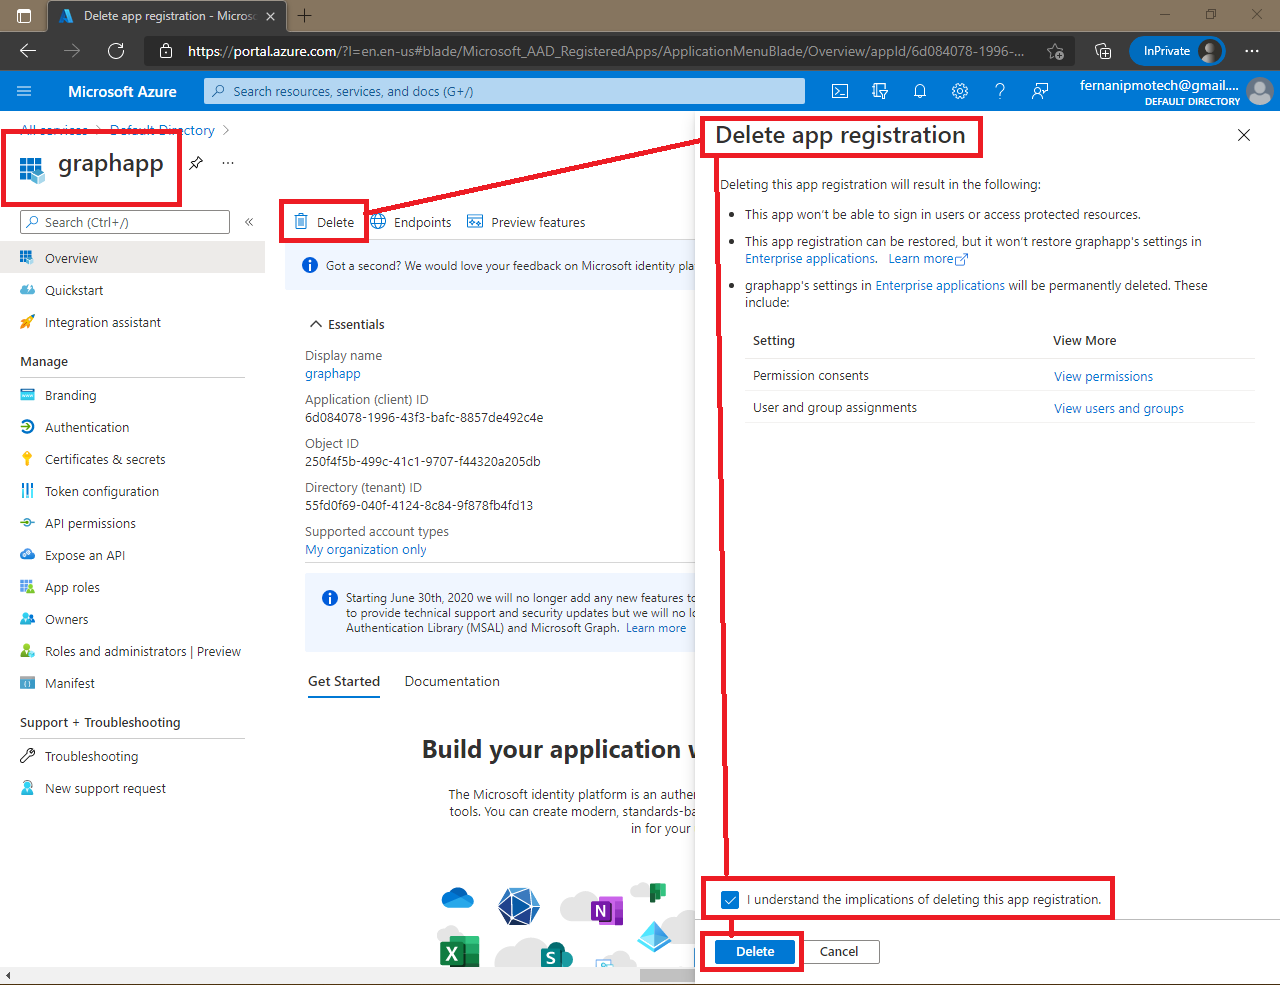 Delete app registration - Micros
https://portal.azure.com/?l=en.en-us#blade/Microsoft_AAD_RegisteredApps/ApplicationMenuBlade/Overview/appId/6d084078-1996-...
InPrivate
Microsoft Azure
Search resources, services, and docs (G+/)
fernanipmotech@gmail....
DEFAULT DIRECTORY
All services > Default Directory >
graphapp
Search (Ctrl+/)
Overview
Quickstart
Integration assistant
Manage
Branding
Authentication
Certificates & secrets
Token configuration
API permissions
Expose an API
App roles
Owners
Roles and administrators | Preview
Manifest
Support + Troubleshooting
Troubleshooting
New support request
Delete
Endpoints
Preview features
Got a second? We would love your feedback on Microsoft identity pla
Essentials
Display name
graphapp
Application (client) ID
6d084078-1996-43f3-bafc-8857de492c4e
Object ID
250f4f5b-499c-41c1-9707-f44320a205db
Directory (tenant) ID
55fd0f69-040f-4124-8c84-9f878fb4fd13
Supported account types
My organization only
Starting June 30th, 2020 we will no longer add any new features to
to provide technical support and security updates but we will no lo
Authentication Library (MSAL) and Microsoft Graph. Learn more
Get Started
Documentation
Build your application
The Microsoft identity platform is an authen
tools. You can create modern, standards-ba
in for your
N
X
S
Delete app registration
Deleting this app registration will result in the following:
This app won't be able to sign in users or access protected resources.
This app registration can be restored, but it won't restore graphapp's settings in
Enterprise applications. Learn more
graphapp's settings in Enterprise applications will be permanently deleted. These
include:
Setting
View More
Permission consents
View permissions
User and group assignments
View users and groups
I understand the implications of deleting this app registration.
Delete
Cancel